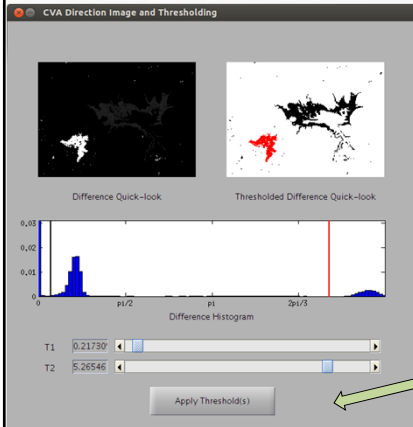 CVA Direction Image and Thresholding
Difference Quick-look
Thresholded Difference Quick-look
0.03
0.02
0.01
0
0 pi/2 pi 2pi/3
Difference Histogram
T1 0.21730
T2 5.26546
Apply Threshold(s)